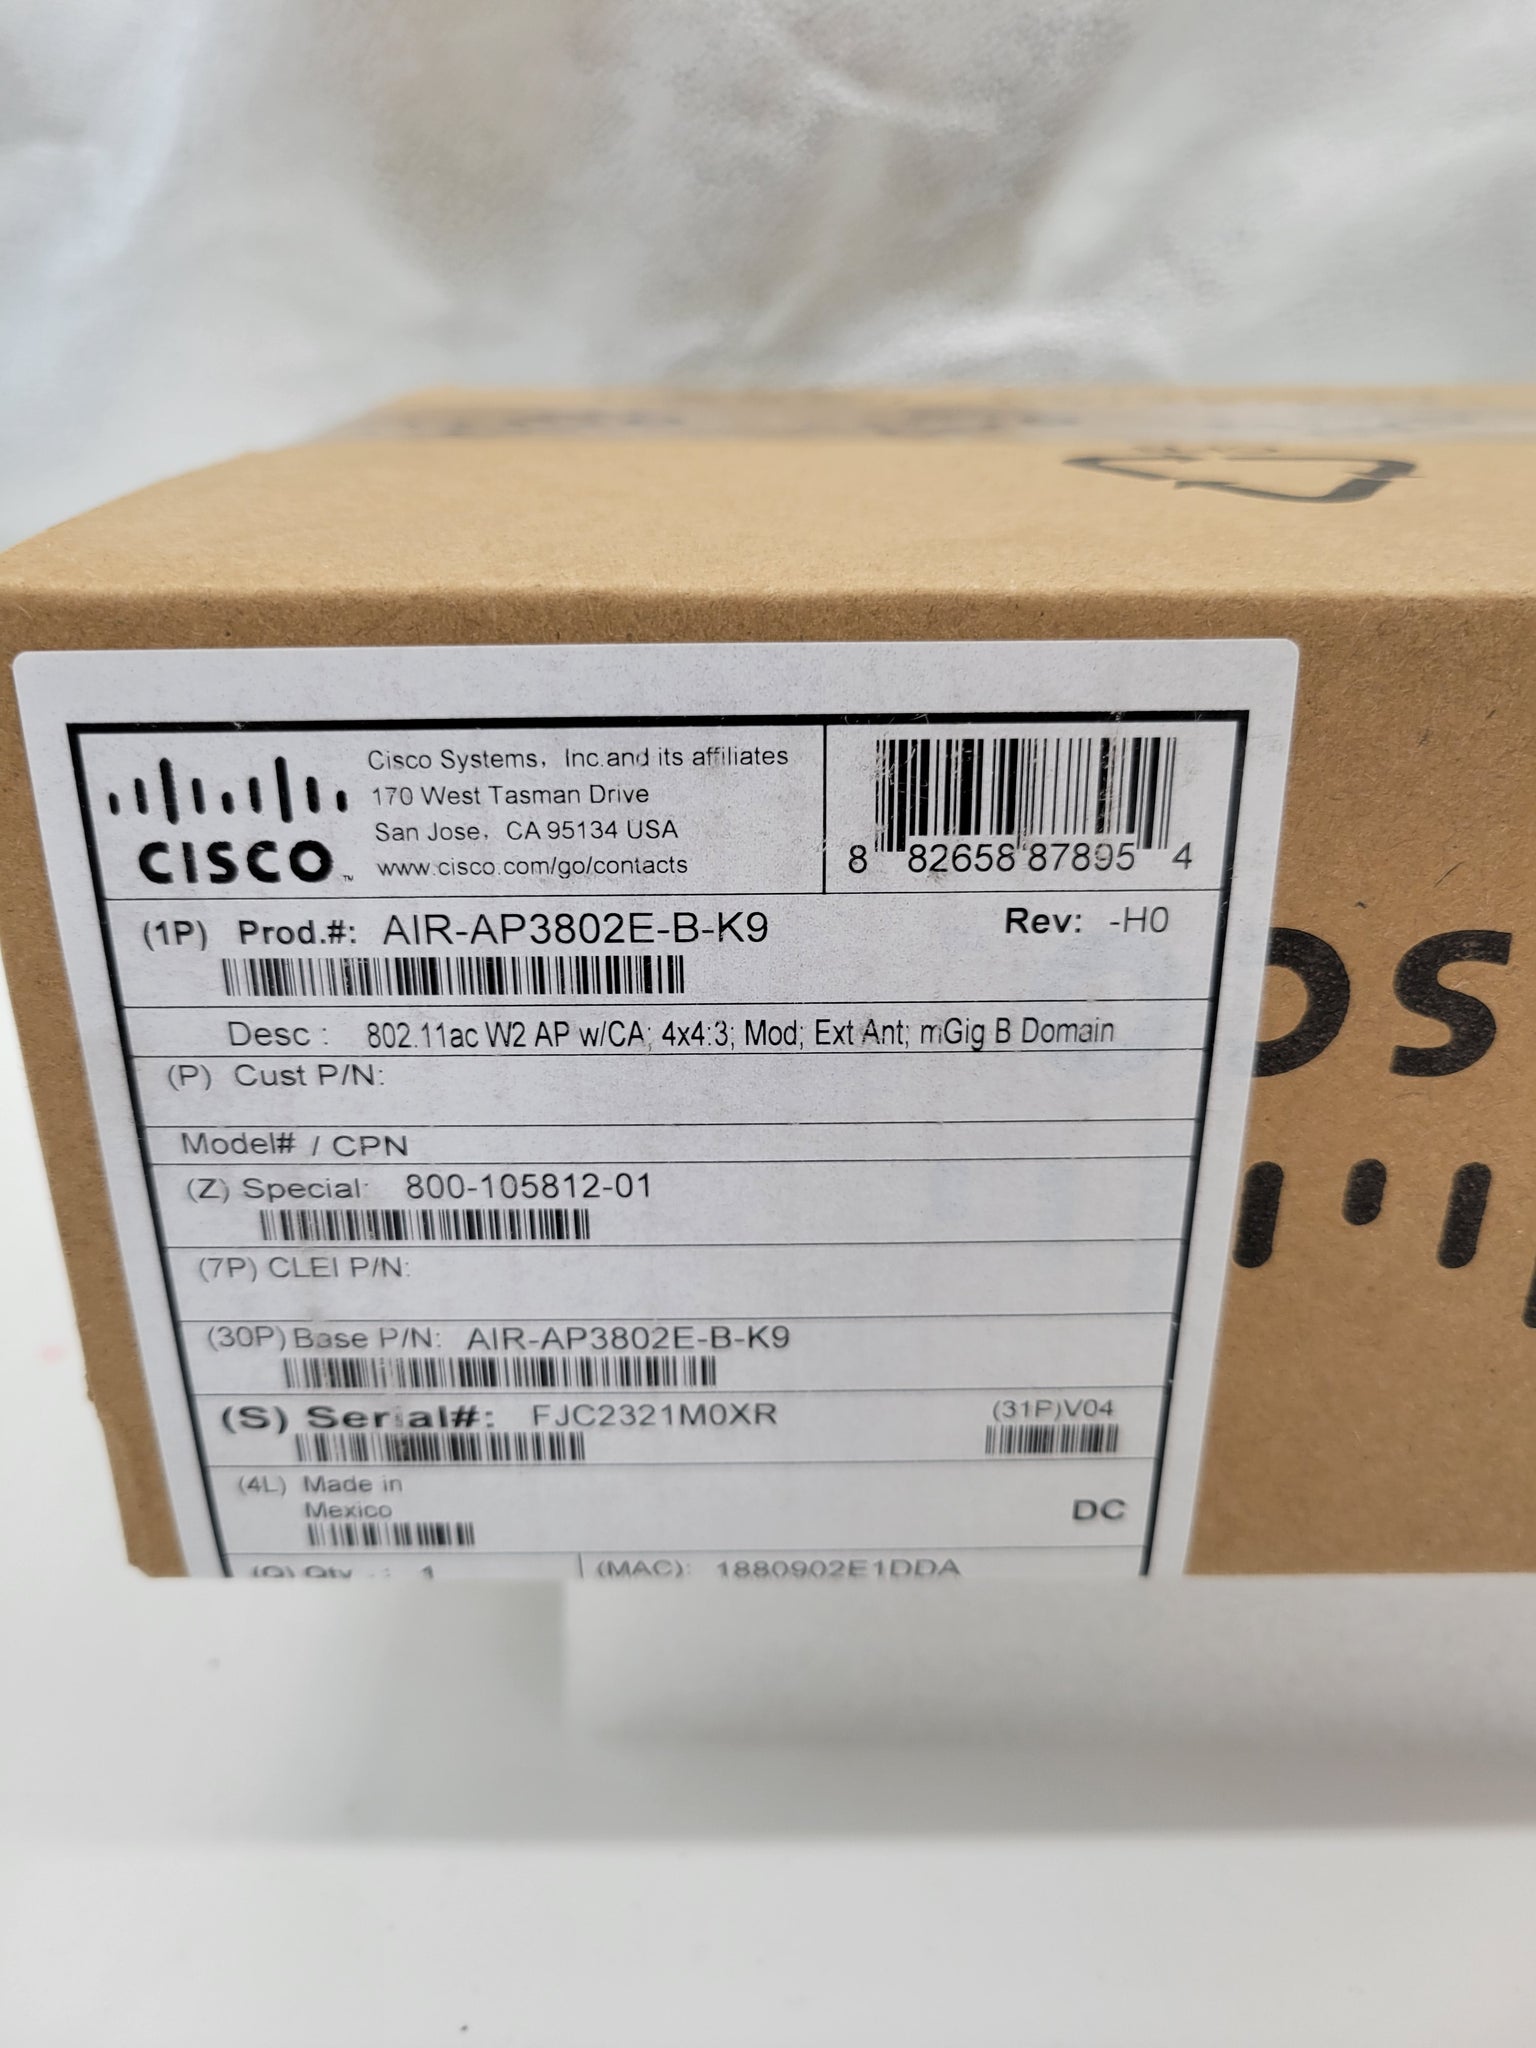 Cisco Systems, Inc.and its affiliates
170 West Tasman Drive
San Jose, CA 95134 USA
www.cisco.com/go/contacts
CISCO™
8 82658 87895 4
(1P) Prod.#: AIR-AP3802E-B-K9 Rev: -H0
Desc : 802.11ac W2 AP w/CA; 4x4:3; Mod; Ext Ant; mGig B Domain
(P) Cust P/N:
Model# / CPN
(Z) Special: 800-105812-01
(7P) CLEI P/N:
(30P) Base P/N: AIR-AP3802E-B-K9
(S) Serial#: FJC2321M0XR (31P)V04
(4L) Made in
Mexico
DC
(Q) Qty .: 1 (MAC): 1880902E1DDA